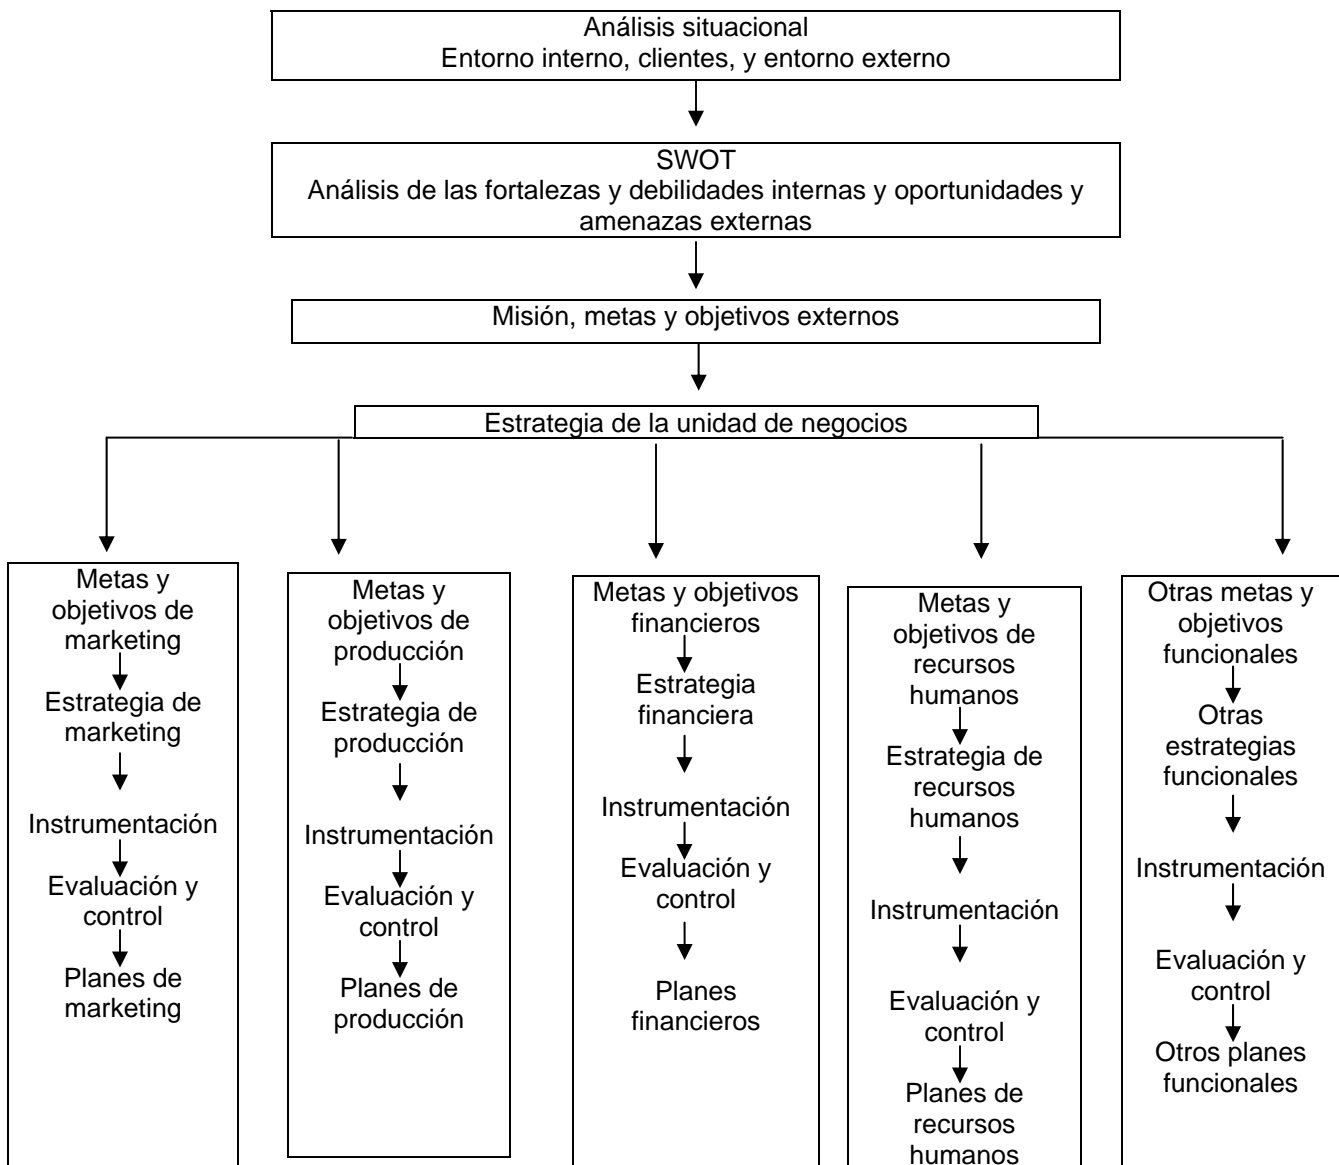 Análisis situacional
Entorno interno, clientes, y entorno externo
SWOT
Análisis de las fortalezas y debilidades internas y oportunidades y
amenazas externas
Misión, metas y objetivos externos
Estrategia de la unidad de negocios
Metas y
objetivos de
marketing
Estrategia de
marketing
Instrumentación
Evaluación y
control
Planes de
marketing
Metas y
objetivos de
producción
Estrategia de
producción
Instrumentación
Evaluación y
control
Planes de
producción
Metas y objetivos
financieros
Estrategia
financiera
Instrumentación
Evaluación y
control
Planes
financieros
Metas y
objetivos de
recursos
humanos
Estrategia de
recursos
humanos
Instrumentación
Evaluación y
control
Planes de
recursos
humanos
Otras metas y
objetivos
funcionales
Otras
estrategias
funcionales
Instrumentación
Evaluación y
control
Otros planes
funcionales